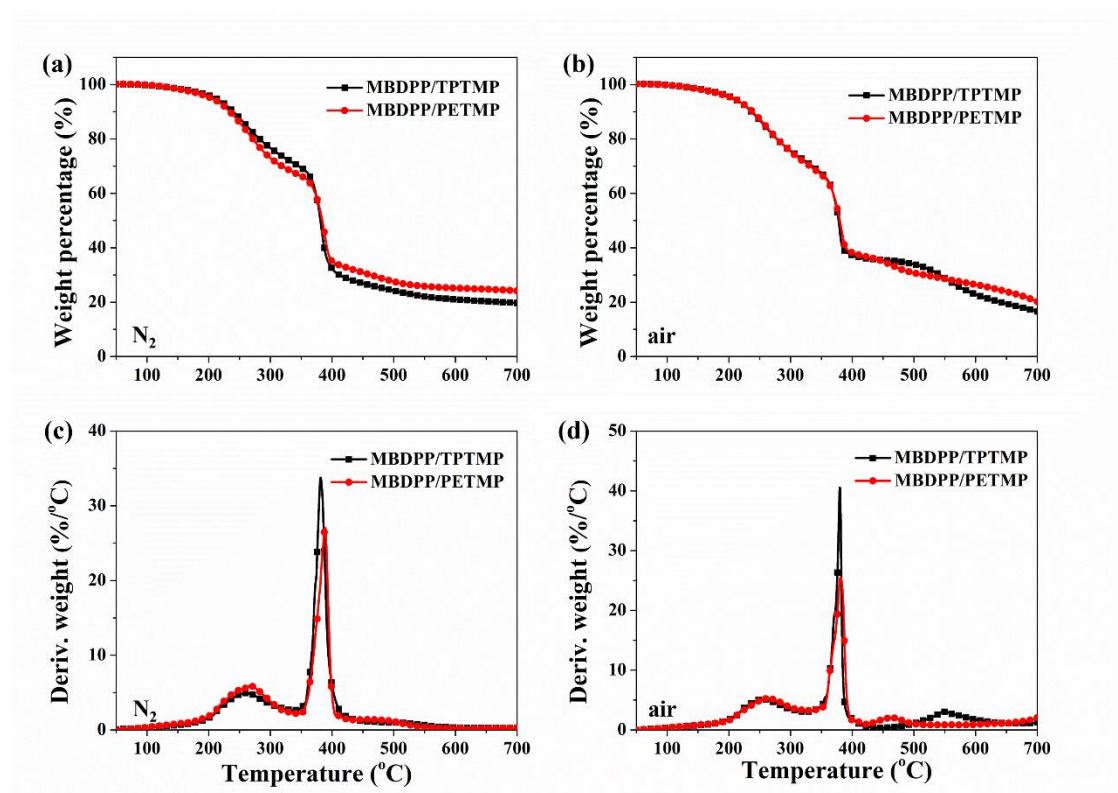 (a)
Weight percentage (%)
100
80
60
40
20
0
MBDPP/TPTMP
MBDPP/PETMP
N2
100 200 300 400 500 600 700
(b)
Weight percentage (%)
100
80
60
40
20
0
MBDPP/TPTMP
MBDPP/PETMP
air
100 200 300 400 500 600 700
(c)
Deriv. weight (%/°C)
40
30
20
10
0
MBDPP/TPTMP
MBDPP/PETMP
N2
100 200 300 400 500 600 700
Temperature (°C)
(d)
Deriv. weight (%/°C)
50
40
30
20
10
0
MBDPP/TPTMP
MBDPP/PETMP
air
100 200 300 400 500 600 700
Temperature (°C)